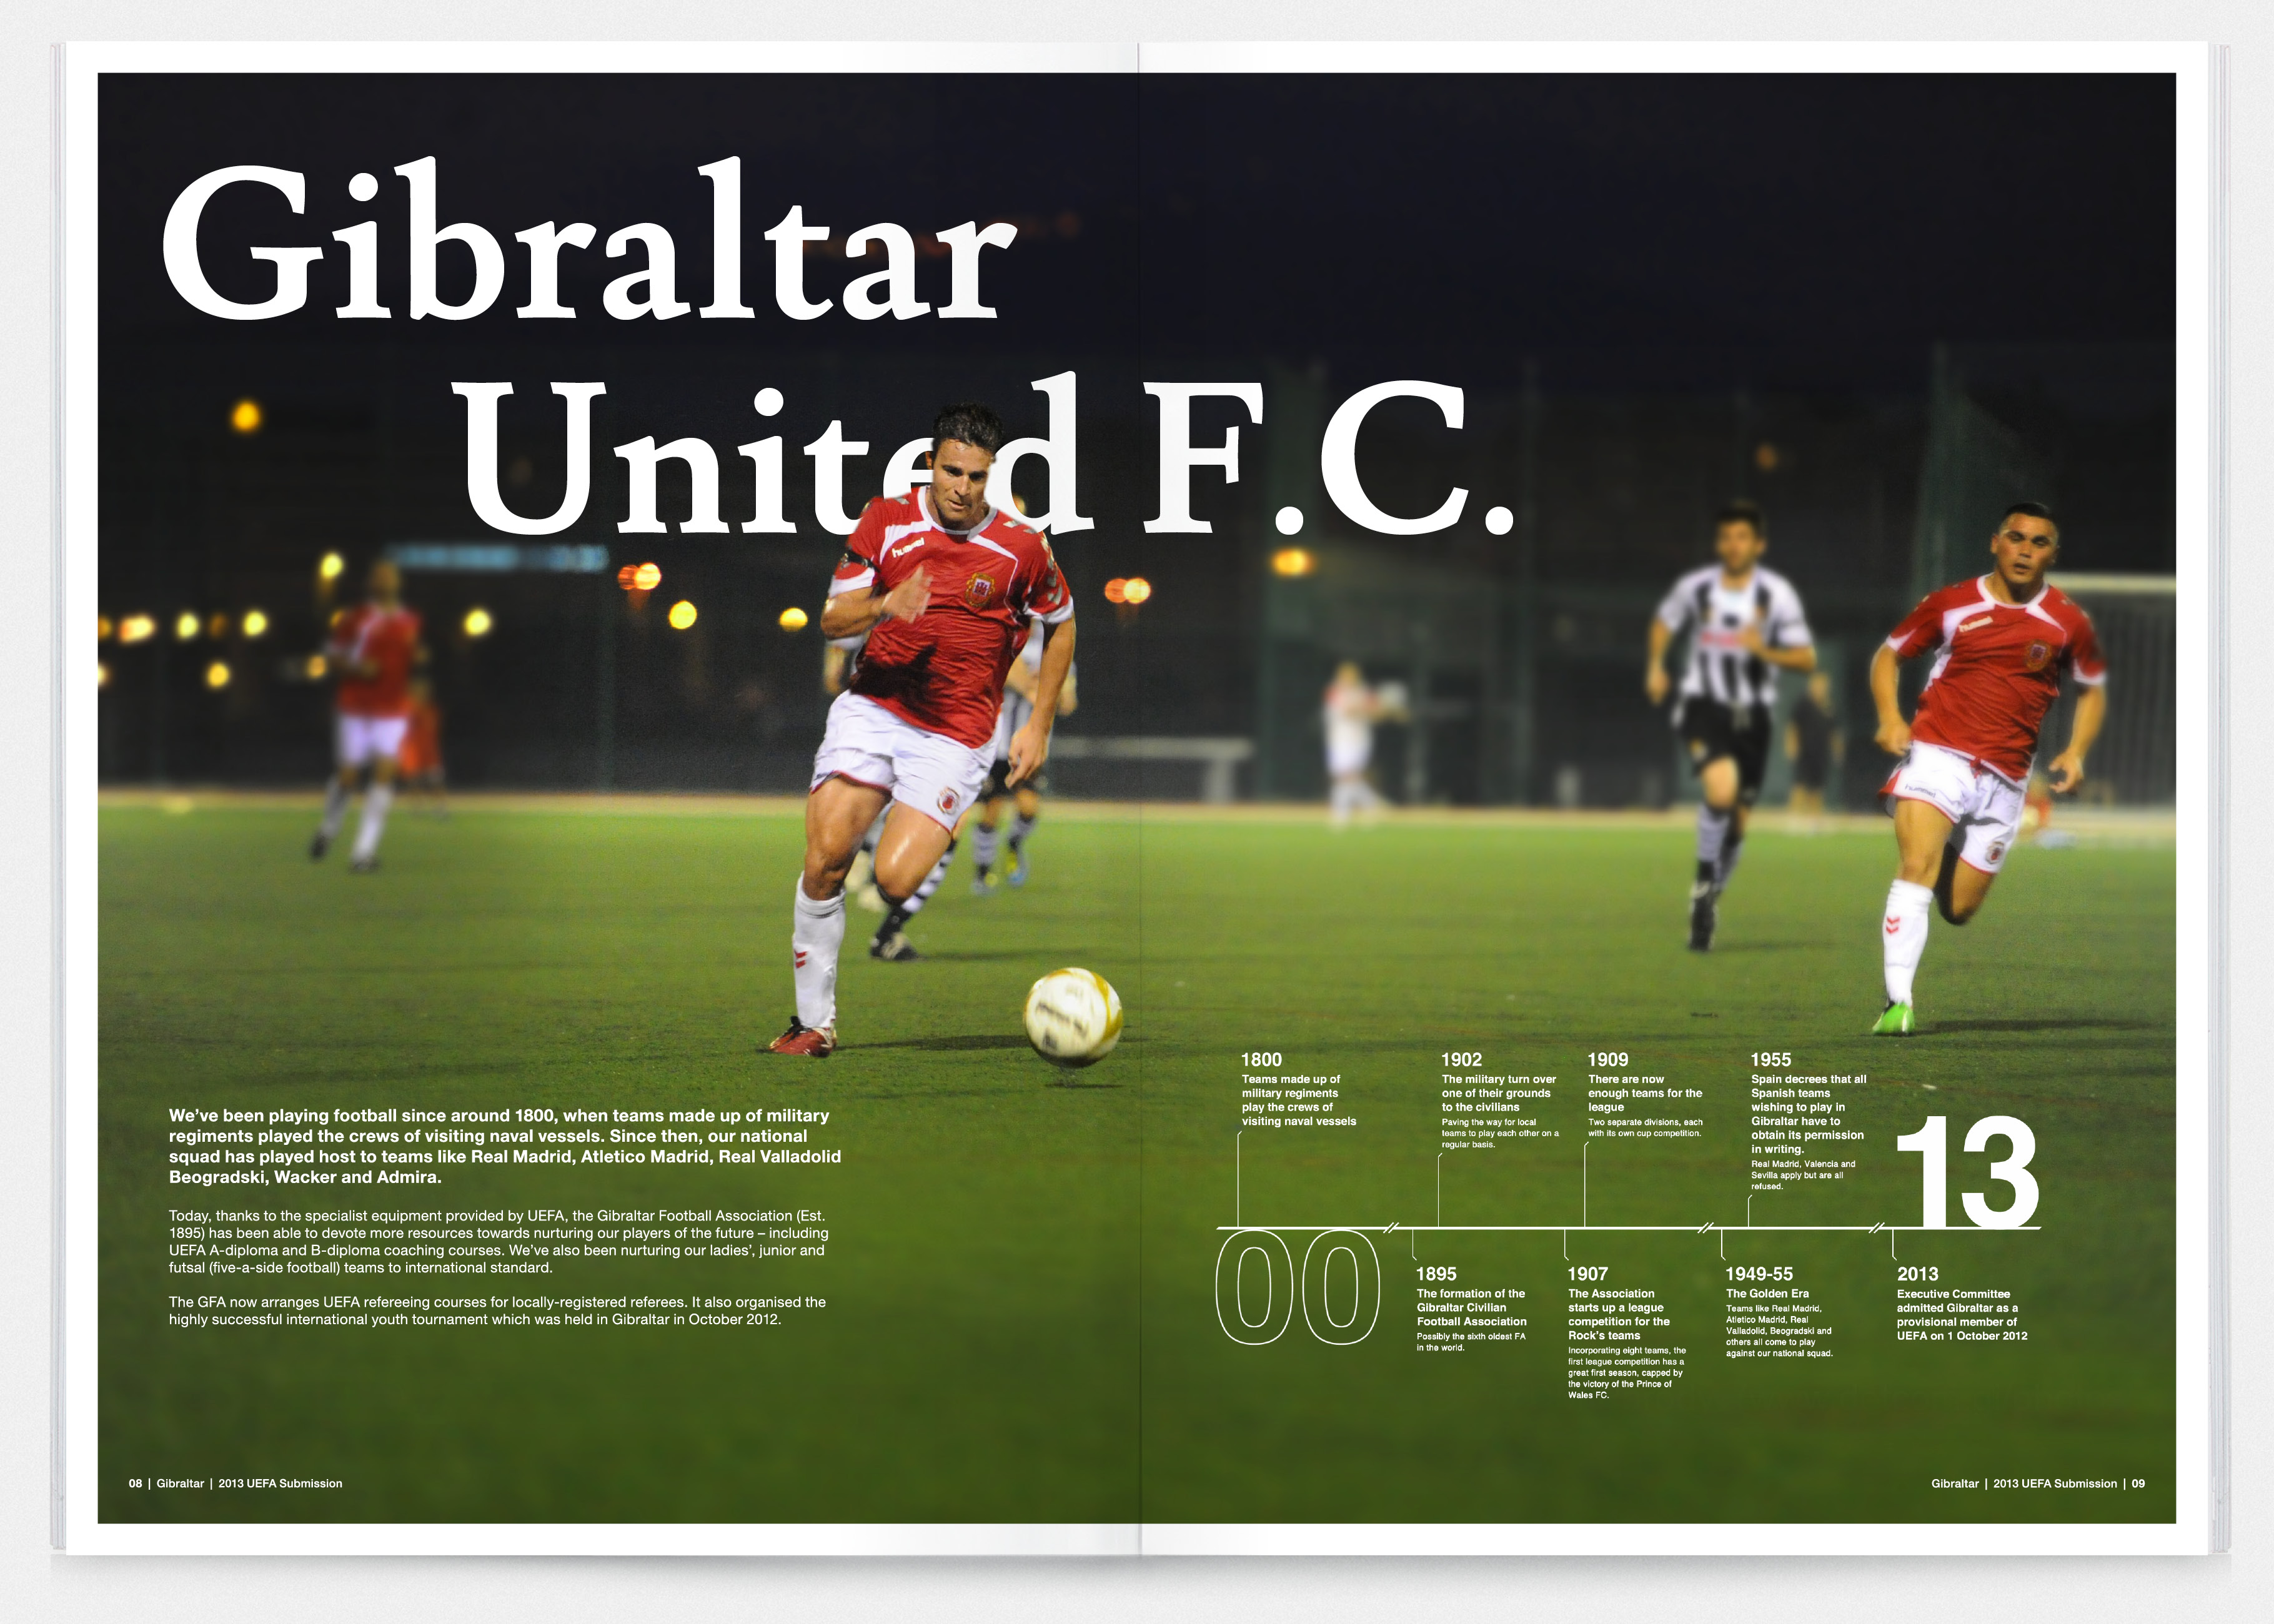 Gibraltar
United F.C.
hummel
hummel
hummel
We've been playing football since around 1800, when teams made up of military
regiments played the crews of visiting naval vessels. Since then, our national
squad has played host to teams like Real Madrid, Atletico Madrid, Real Valladolid
Beogradski, Wacker and Admira.
Today, thanks to the specialist equipment provided by UEFA, the Gibraltar Football Association (Est.
1895) has been able to devote more resources towards nurturing our players of the future – including
UEFA A-diploma and B-diploma coaching courses. We've also been nurturing our ladies', junior and
futsal (five-a-side football) teams to international standard.
The GFA now arranges UEFA refereeing courses for locally-registered referees. It also organised the
highly successful international youth tournament which was held in Gibraltar in October 2012.
1800
Teams made up of
military regiments
play the crews of
visiting naval vessels
1902
The military turn over
one of their grounds
to the civilians
Paving the way for local
teams to play each other on a
regular basis.
1909
There are now
enough teams for the
league
Two separate divisions, each
with its own cup competition.
1955
Spain decrees that all
Spanish teams
wishing to play in
Gibraltar have to
obtain its permission
in writing.
Real Madrid, Valencia and
Sevilla apply but are all
refused.
13
00
1895
The formation of the
Gibraltar Civilian
Football Association
Possibly the sixth oldest FA
in the world.
1907
The Association
starts up a league
competition for the
Rock's teams
Incorporating eight teams, the
first league competition has a
great first season, capped by
the victory of the Prince of
Wales FC.
1949-55
The Golden Era
Teams like Real Madrid,
Atletico Madrid, Real
Valladolid, Beogradski and
others all come to play
against our national squad.
2013
Executive Committee
admitted Gibraltar as a
provisional member of
UEFA on 1 October 2012
08 | Gibraltar | 2013 UEFA Submission
Gibraltar | 2013 UEFA Submission | 09